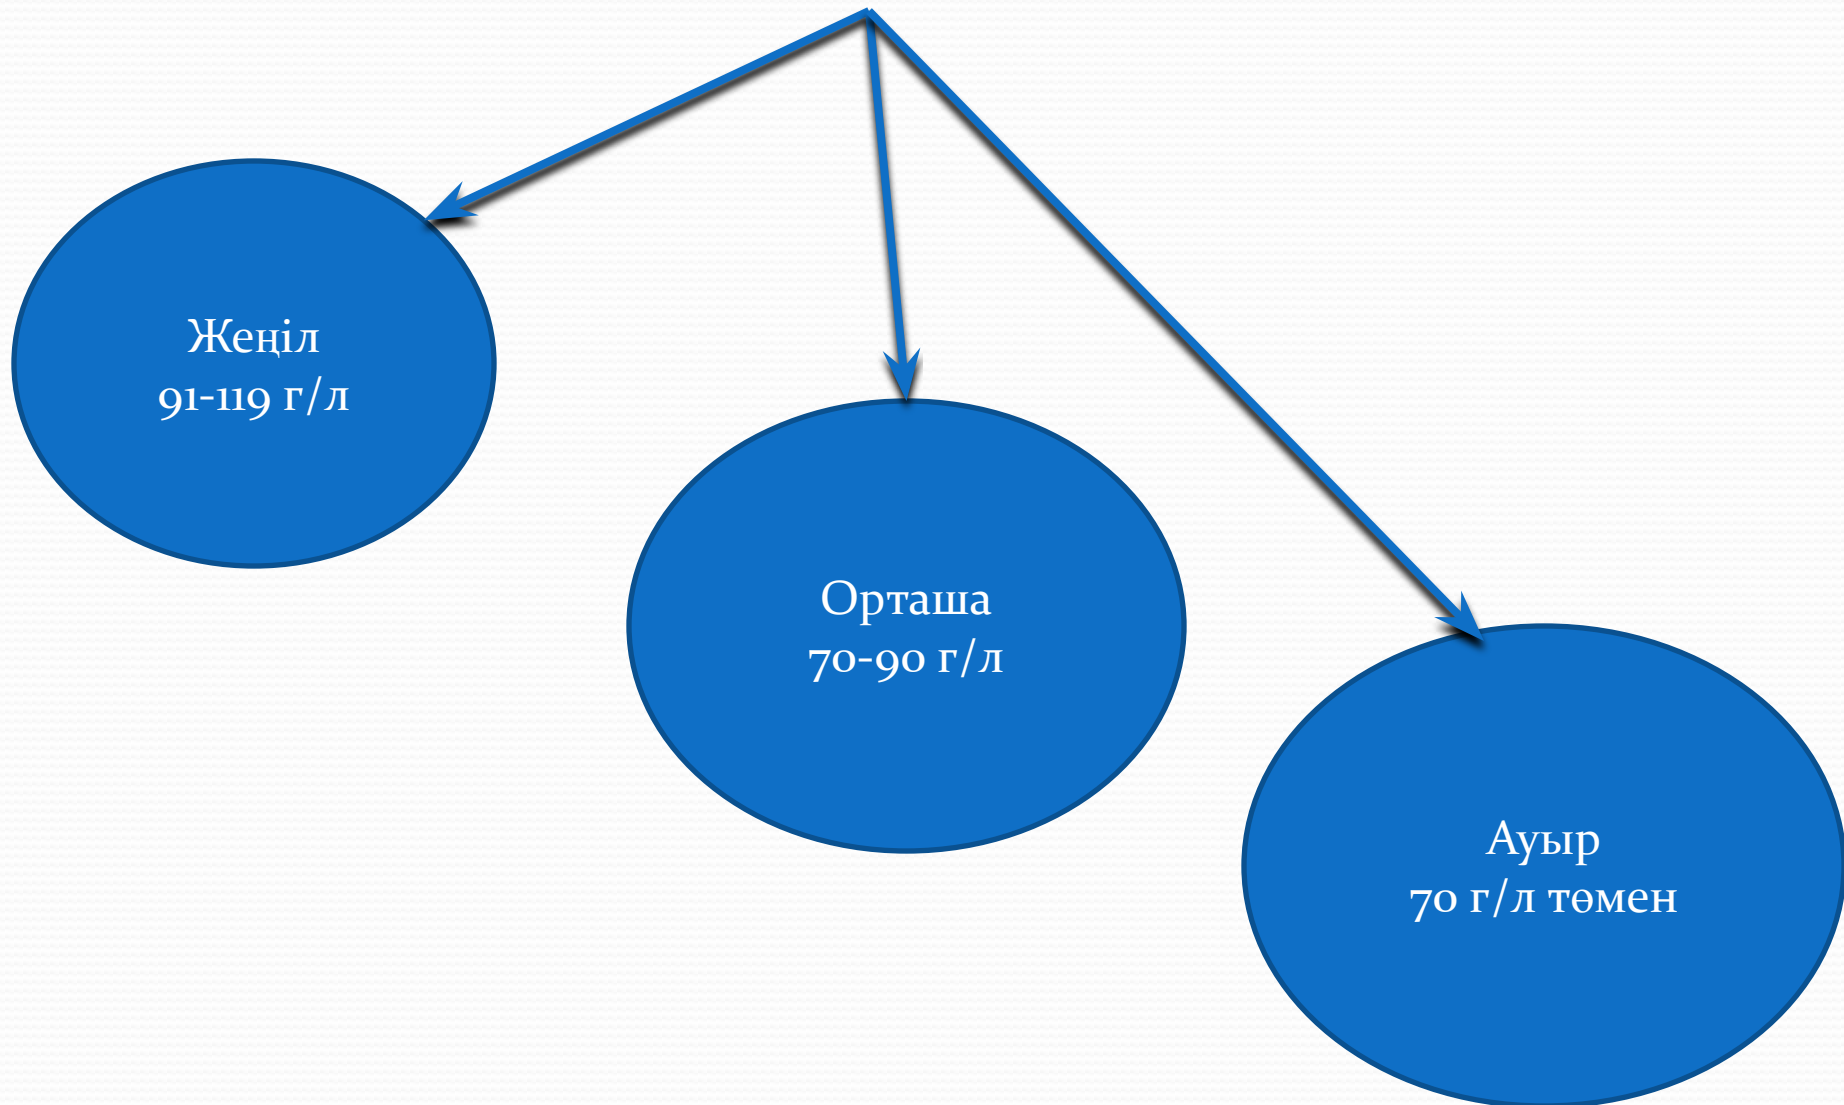 Жеңіл
91-119 г/л
Орташа
70-90 г/л
Ауыр
70 г/л төмен